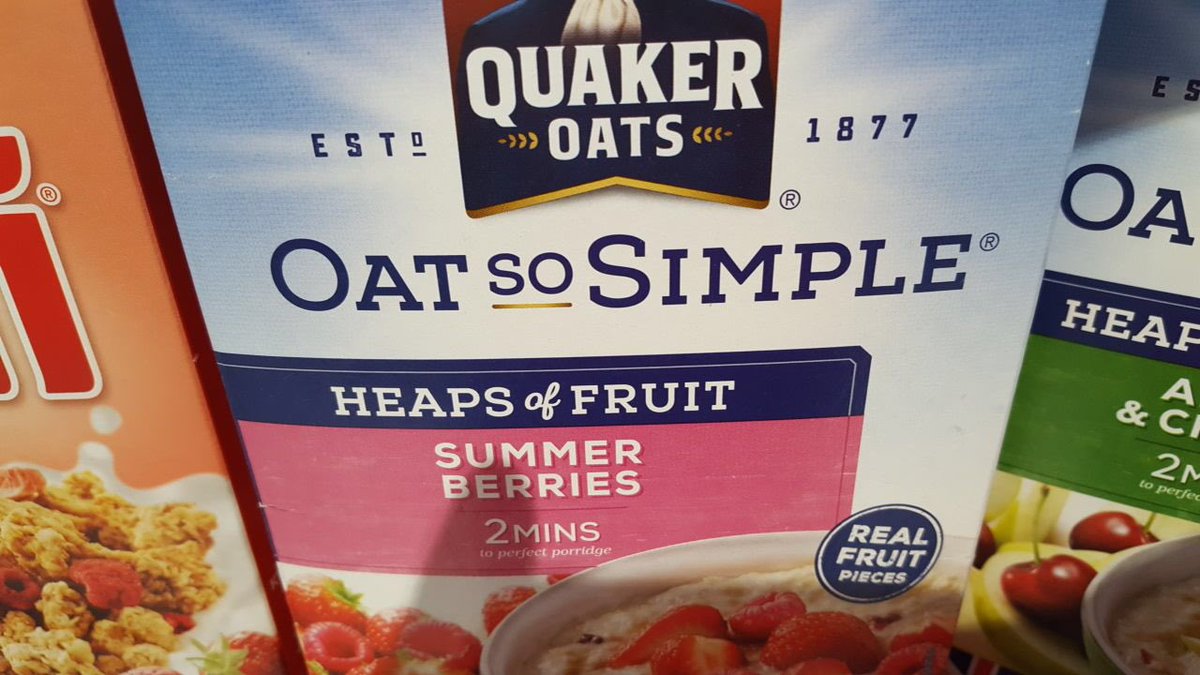 QUAKER
OATS
ESTD
1877
OAT SO SIMPLE
HEAPS of FRUIT
SUMMER
BERRIES
2MINS
to perfect porridge
REAL
FRUIT
PIECES